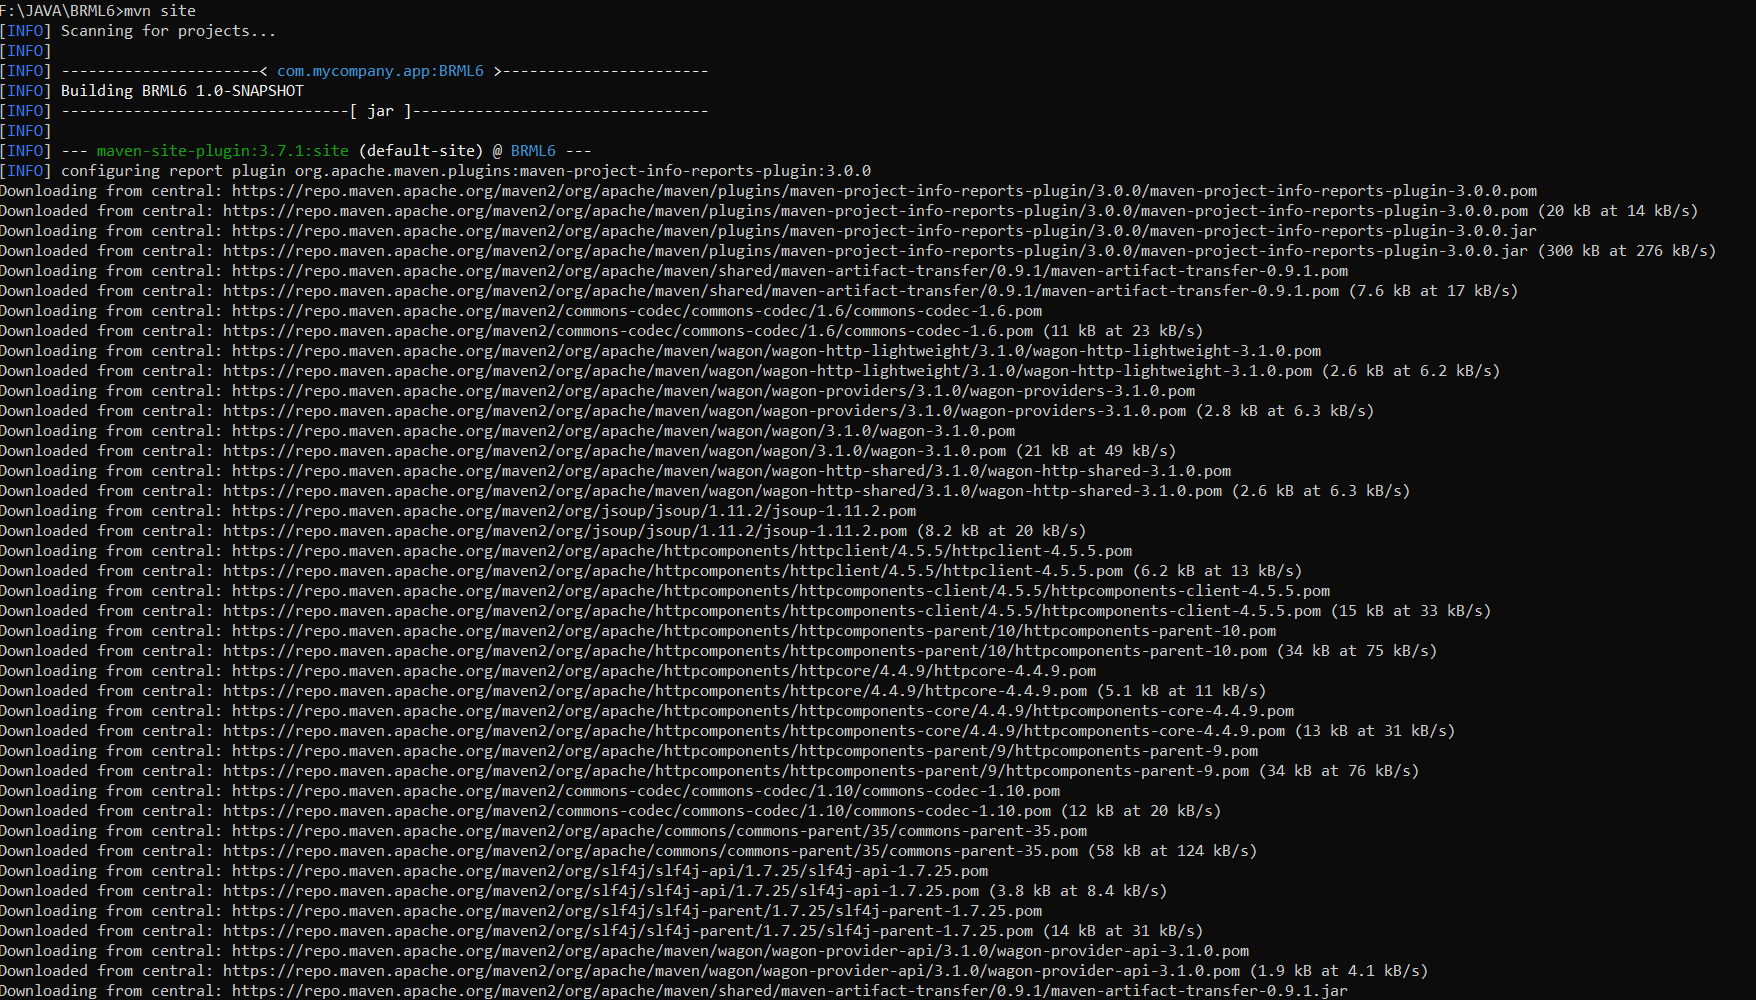 F:\JAVA\BRML6>mvn site
[INFO] Scanning for projects...
[INFO]
[INFO] ----------------------< com.mycompany.app:BRML6 >-----------------------
[INFO] Building BRML6 1.0-SNAPSHOT
[INFO] --------------------------------[ jar ]---------------------------------
[INFO]
[INFO] --- maven-site-plugin:3.7.1:site (default-site) @ BRML6 ---
[INFO] configuring report plugin org.apache.maven.plugins:maven-project-info-reports-plugin:3.0.0
Downloading from central: https://repo.maven.apache.org/maven2/org/apache/maven/plugins/maven-project-info-reports-plugin/3.0.0/maven-project-info-reports-plugin-3.0.0.pom
Downloaded from central: https://repo.maven.apache.org/maven2/org/apache/maven/plugins/maven-project-info-reports-plugin/3.0.0/maven-project-info-reports-plugin-3.0.0.pom (20 kB at 14 kB/s)
Downloading from central: https://repo.maven.apache.org/maven2/org/apache/maven/plugins/maven-project-info-reports-plugin/3.0.0/maven-project-info-reports-plugin-3.0.0.jar
Downloaded from central: https://repo.maven.apache.org/maven2/org/apache/maven/plugins/maven-project-info-reports-plugin/3.0.0/maven-project-info-reports-plugin-3.0.0.jar (300 kB at 276 kB/s)
Downloading from central: https://repo.maven.apache.org/maven2/org/apache/maven/shared/maven-artifact-transfer/0.9.1/maven-artifact-transfer-0.9.1.pom
Downloaded from central: https://repo.maven.apache.org/maven2/org/apache/maven/shared/maven-artifact-transfer/0.9.1/maven-artifact-transfer-0.9.1.pom (7.6 kB at 17 kB/s)
Downloading from central: https://repo.maven.apache.org/maven2/commons-codec/commons-codec/1.6/commons-codec-1.6.pom
Downloaded from central: https://repo.maven.apache.org/maven2/commons-codec/commons-codec/1.6/commons-codec-1.6.pom (11 kB at 23 kB/s)
Downloading from central: https://repo.maven.apache.org/maven2/org/apache/maven/wagon/wagon-http-lightweight/3.1.0/wagon-http-lightweight-3.1.0.pom
Downloaded from central: https://repo.maven.apache.org/maven2/org/apache/maven/wagon/wagon-http-lightweight/3.1.0/wagon-http-lightweight-3.1.0.pom (2.6 kB at 6.2 kB/s)
Downloading from central: https://repo.maven.apache.org/maven2/org/apache/maven/wagon/wagon-providers/3.1.0/wagon-providers-3.1.0.pom
Downloaded from central: https://repo.maven.apache.org/maven2/org/apache/maven/wagon/wagon-providers/3.1.0/wagon-providers-3.1.0.pom (2.8 kB at 6.3 kB/s)
Downloading from central: https://repo.maven.apache.org/maven2/org/apache/maven/wagon/wagon/3.1.0/wagon-3.1.0.pom
Downloaded from central: https://repo.maven.apache.org/maven2/org/apache/maven/wagon/wagon/3.1.0/wagon-3.1.0.pom (21 kB at 49 kB/s)
Downloading from central: https://repo.maven.apache.org/maven2/org/apache/maven/wagon/wagon-http-shared/3.1.0/wagon-http-shared-3.1.0.pom
Downloaded from central: https://repo.maven.apache.org/maven2/org/apache/maven/wagon/wagon-http-shared/3.1.0/wagon-http-shared-3.1.0.pom (2.6 kB at 6.3 kB/s)
Downloading from central: https://repo.maven.apache.org/maven2/org/jsoup/jsoup/1.11.2/jsoup-1.11.2.pom
Downloaded from central: https://repo.maven.apache.org/maven2/org/jsoup/jsoup/1.11.2/jsoup-1.11.2.pom (8.2 kB at 20 kB/s)
Downloading from central: https://repo.maven.apache.org/maven2/org/apache/httpcomponents/httpclient/4.5.5/httpclient-4.5.5.pom
Downloaded from central: https://repo.maven.apache.org/maven2/org/apache/httpcomponents/httpclient/4.5.5/httpclient-4.5.5.pom (6.2 kB at 13 kB/s)
Downloading from central: https://repo.maven.apache.org/maven2/org/apache/httpcomponents/httpcomponents-client/4.5.5/httpcomponents-client-4.5.5.pom
Downloaded from central: https://repo.maven.apache.org/maven2/org/apache/httpcomponents/httpcomponents-client/4.5.5/httpcomponents-client-4.5.5.pom (15 kB at 33 kB/s)
Downloading from central: https://repo.maven.apache.org/maven2/org/apache/httpcomponents/httpcomponents-parent/10/httpcomponents-parent-10.pom
Downloaded from central: https://repo.maven.apache.org/maven2/org/apache/httpcomponents/httpcomponents-parent/10/httpcomponents-parent-10.pom (34 kB at 75 kB/s)
Downloading from central: https://repo.maven.apache.org/maven2/org/apache/httpcomponents/httpcore/4.4.9/httpcore-4.4.9.pom
Downloaded from central: https://repo.maven.apache.org/maven2/org/apache/httpcomponents/httpcore/4.4.9/httpcore-4.4.9.pom (5.1 kB at 11 kB/s)
Downloading from central: https://repo.maven.apache.org/maven2/org/apache/httpcomponents/httpcomponents-core/4.4.9/httpcomponents-core-4.4.9.pom
Downloaded from central: https://repo.maven.apache.org/maven2/org/apache/httpcomponents/httpcomponents-core/4.4.9/httpcomponents-core-4.4.9.pom (13 kB at 31 kB/s)
Downloading from central: https://repo.maven.apache.org/maven2/org/apache/httpcomponents/httpcomponents-parent/9/httpcomponents-parent-9.pom
Downloaded from central: https://repo.maven.apache.org/maven2/org/apache/httpcomponents/httpcomponents-parent/9/httpcomponents-parent-9.pom (34 kB at 76 kB/s)
Downloading from central: https://repo.maven.apache.org/maven2/commons-codec/commons-codec/1.10/commons-codec-1.10.pom
Downloaded from central: https://repo.maven.apache.org/maven2/commons-codec/commons-codec/1.10/commons-codec-1.10.pom (12 kB at 20 kB/s)
Downloading from central: https://repo.maven.apache.org/maven2/org/apache/commons/commons-parent/35/commons-parent-35.pom
Downloaded from central: https://repo.maven.apache.org/maven2/org/apache/commons/commons-parent/35/commons-parent-35.pom (58 kB at 124 kB/s)
Downloading from central: https://repo.maven.apache.org/maven2/org/slf4j/slf4j-api/1.7.25/slf4j-api-1.7.25.pom
Downloaded from central: https://repo.maven.apache.org/maven2/org/slf4j/slf4j-api/1.7.25/slf4j-api-1.7.25.pom (3.8 kB at 8.4 kB/s)
Downloading from central: https://repo.maven.apache.org/maven2/org/slf4j/slf4j-parent/1.7.25/slf4j-parent-1.7.25.pom
Downloaded from central: https://repo.maven.apache.org/maven2/org/slf4j/slf4j-parent/1.7.25/slf4j-parent-1.7.25.pom (14 kB at 31 kB/s)
Downloading from central: https://repo.maven.apache.org/maven2/org/apache/maven/wagon/wagon-provider-api/3.1.0/wagon-provider-api-3.1.0.pom
Downloaded from central: https://repo.maven.apache.org/maven2/org/apache/maven/wagon/wagon-provider-api/3.1.0/wagon-provider-api-3.1.0.pom (1.9 kB at 4.1 kB/s)
Downloading from central: https://repo.maven.apache.org/maven2/org/apache/maven/shared/maven-artifact-transfer/0.9.1/maven-artifact-transfer-0.9.1.jar